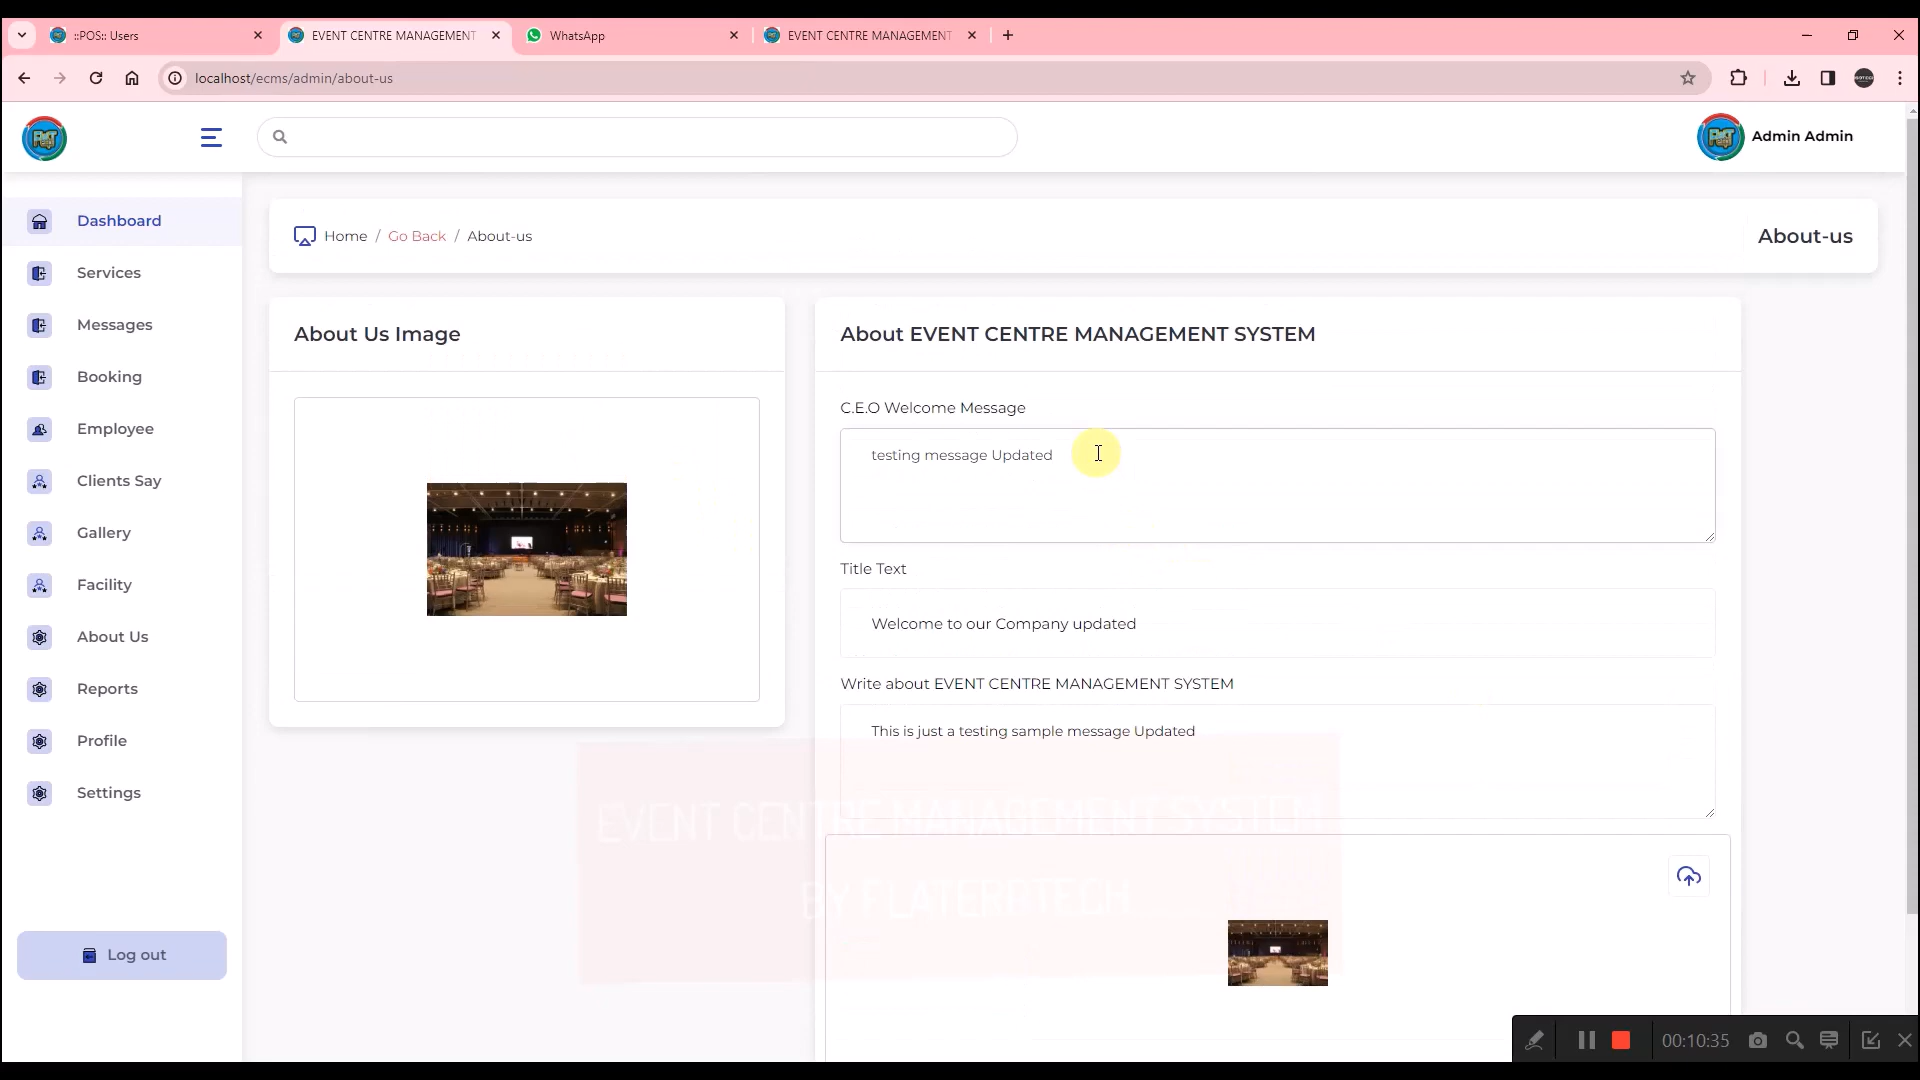 ::POS:: Users
EVENT CENTRE MANAGEMENT
WhatsApp
EVENT CENTRE MANAGEMENT
localhost/ecms/admin/about-us
Admin Admin
Dashboard
Services
Messages
Booking
Employee
Clients Say
Gallery
Facility
About Us
Reports
Profile
Settings
Log out
Home / Go Back / About-us
About-us
About Us Image
About EVENT CENTRE MANAGEMENT SYSTEM
C.E.O Welcome Message
testing message Updated
Title Text
Welcome to our Company updated
Write about EVENT CENTRE MANAGEMENT SYSTEM
This is just a testing sample message Updated
EVENT CENTRE MANAGEMENT SYSTEM
BY
00:10:35